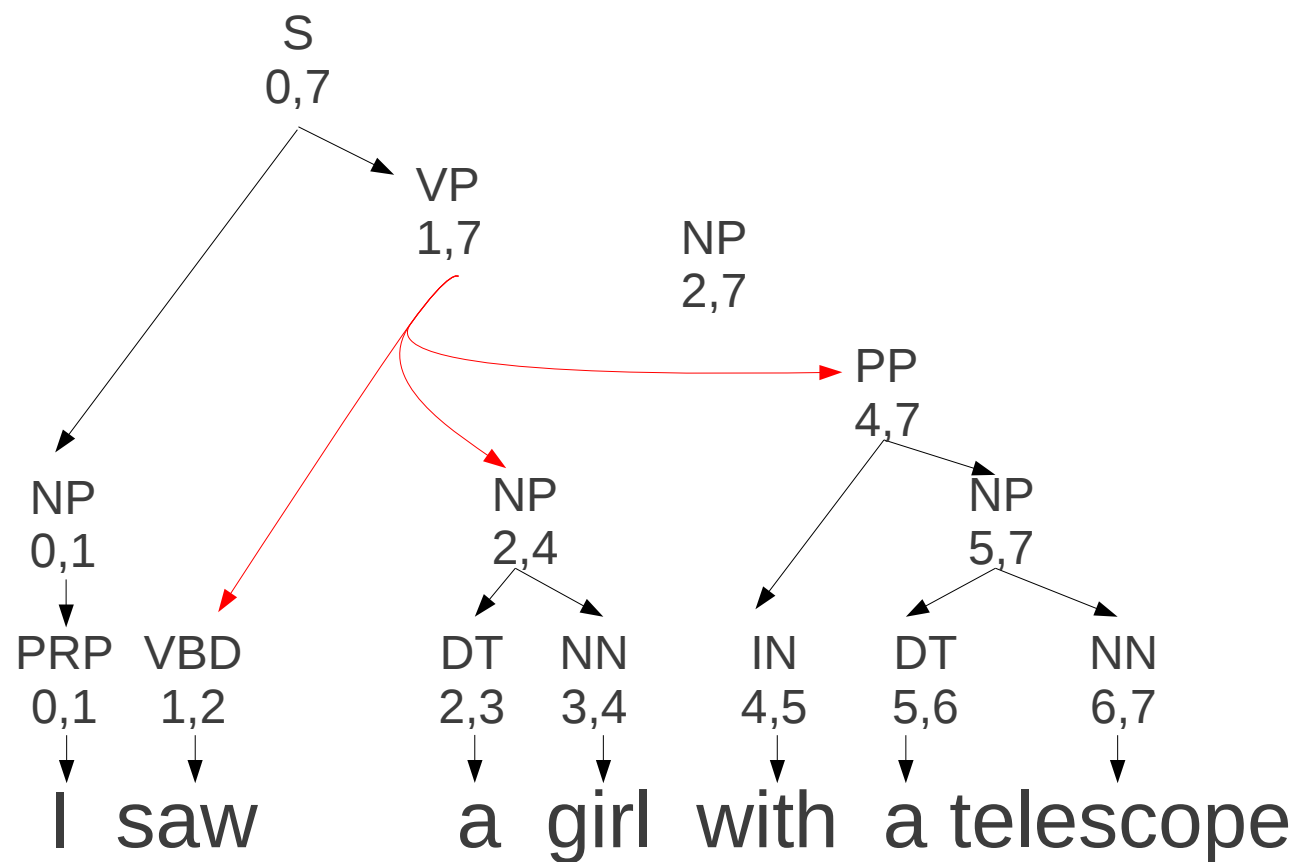 S
0,7
VP
1,7
NP
2,7
PP
4,7
NP NP NP
0,1 2,4 5,7
PRP VBD DT NN IN DT NN
0,1 1,2 2,3 3,4 4,5 5,6 6,7
I saw a girl with a telescope